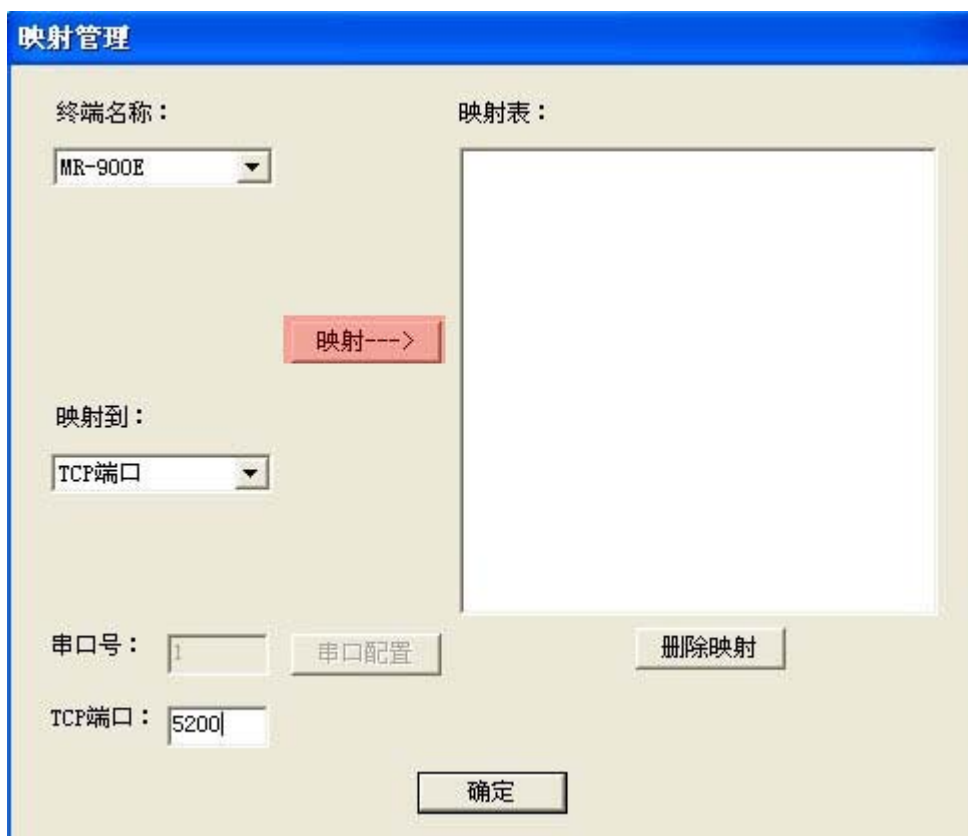 映射管理
终端名称：
映射表：
MR-900E
映射--->
映射到：
TCP端口
串口号：
1
串口配置
删除映射
TCP端口：
5200
确定